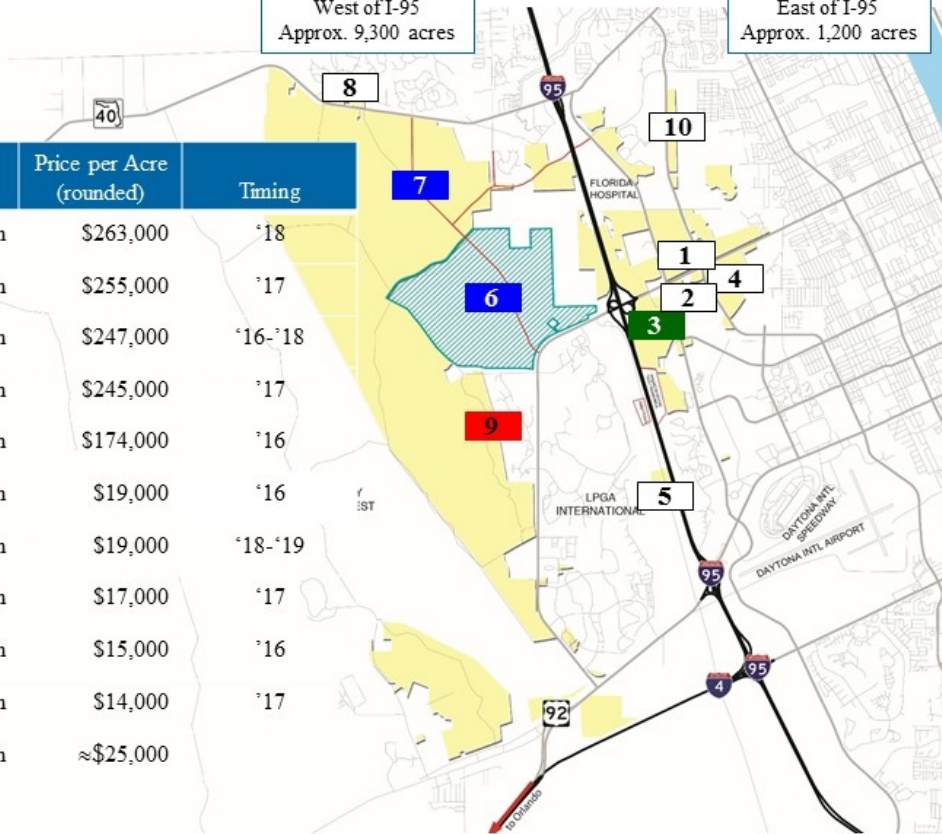 West of I-95
Approx. 9,300 acres
East of I-95
Approx. 1,200 acres
95
8
40
10
Price per Acre
(rounded)
Timing
7
FLORIDA
HOSPITAL
$263,000 ‘18
1
4
$255,000 ’17
6
2
3
$247,000 ‘16-‘18
$245,000 ’17
9
$174,000 ’16
$19,000 ‘16
Y
EST
LPGA
INTERNATIONAL
5
DAYTONA INTL
SPEEDWAY
DAYTONA INTL AIRPORT
$19,000 ‘18-‘19
95
$17,000 ‘17
$15,000 ’16
95
4
$14,000 ’17
92
≈$25,000
to Orlando